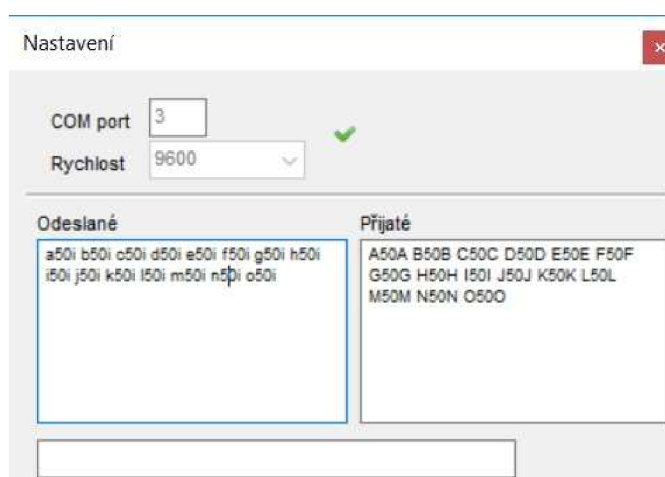 Nastavení
COM port 3
Rychlost 9600
Odeslané
a50i b50i c50i d50i e50i f50i g50i h50i
i50i j50i k50i l50i m50i n50i o50i
Přijaté
A50A B50B C50C D50D E50E F50F
G50G H50H I50I J50J K50K L50L
M50M N50N O50O